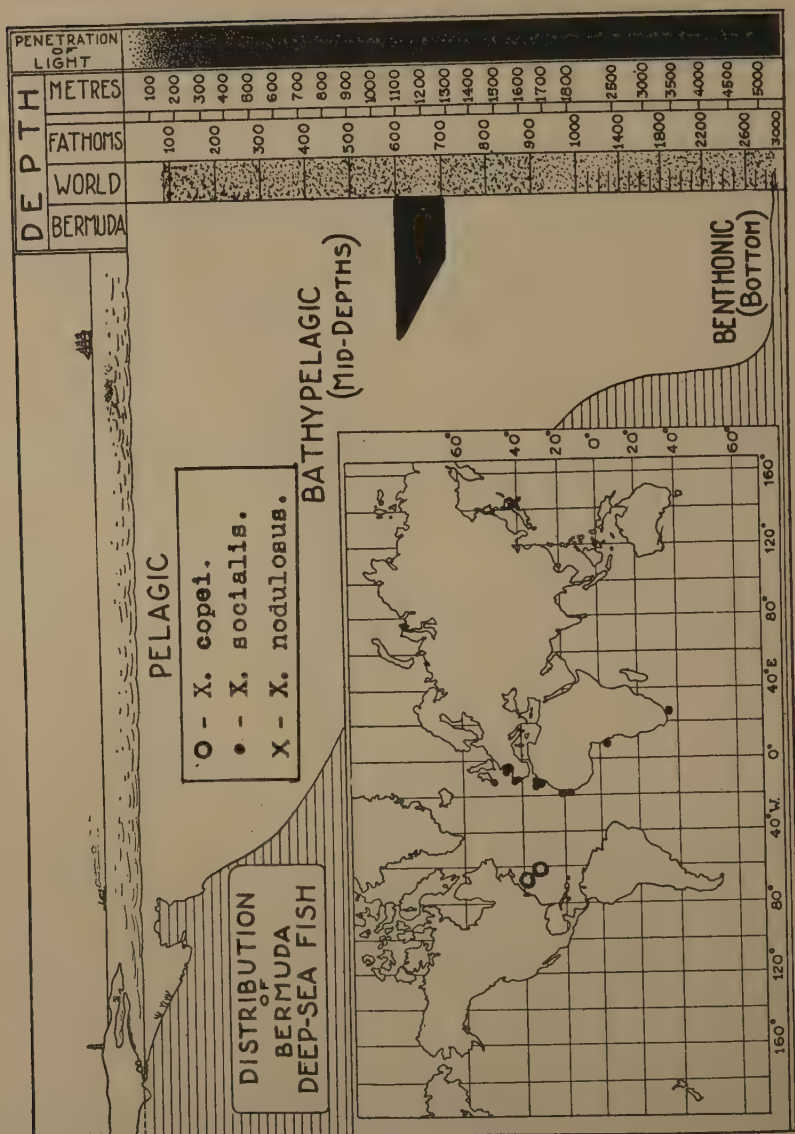 PENETRATION
OF
LIGHT
DEPTH
METRES
100 200 300 400 500 600 700 800 900 1000 1100 1200 1300 1400 1500 1600 1700 1800 2500 3000 3500 4000 4500 5000
FATHOMS
100 200 300 400 500 600 700 800 900 1000 1400 1800 2200 2600 3000
WORLD
BERMUDA
PELAGIC
O - X. copei.
• - X. socialis.
X - X. nodulosus.
BATHYPELAGIC
(MID-DEPTHS)
BENTHONIC
(BOTTOM)
DISTRIBUTION
OF
BERMUDA
DEEP-SEA FISH
60° 40° 20° 0° 20° 40° 60°
160° 120° 80° 40°W. 0° 40°E 80° 120° 160°